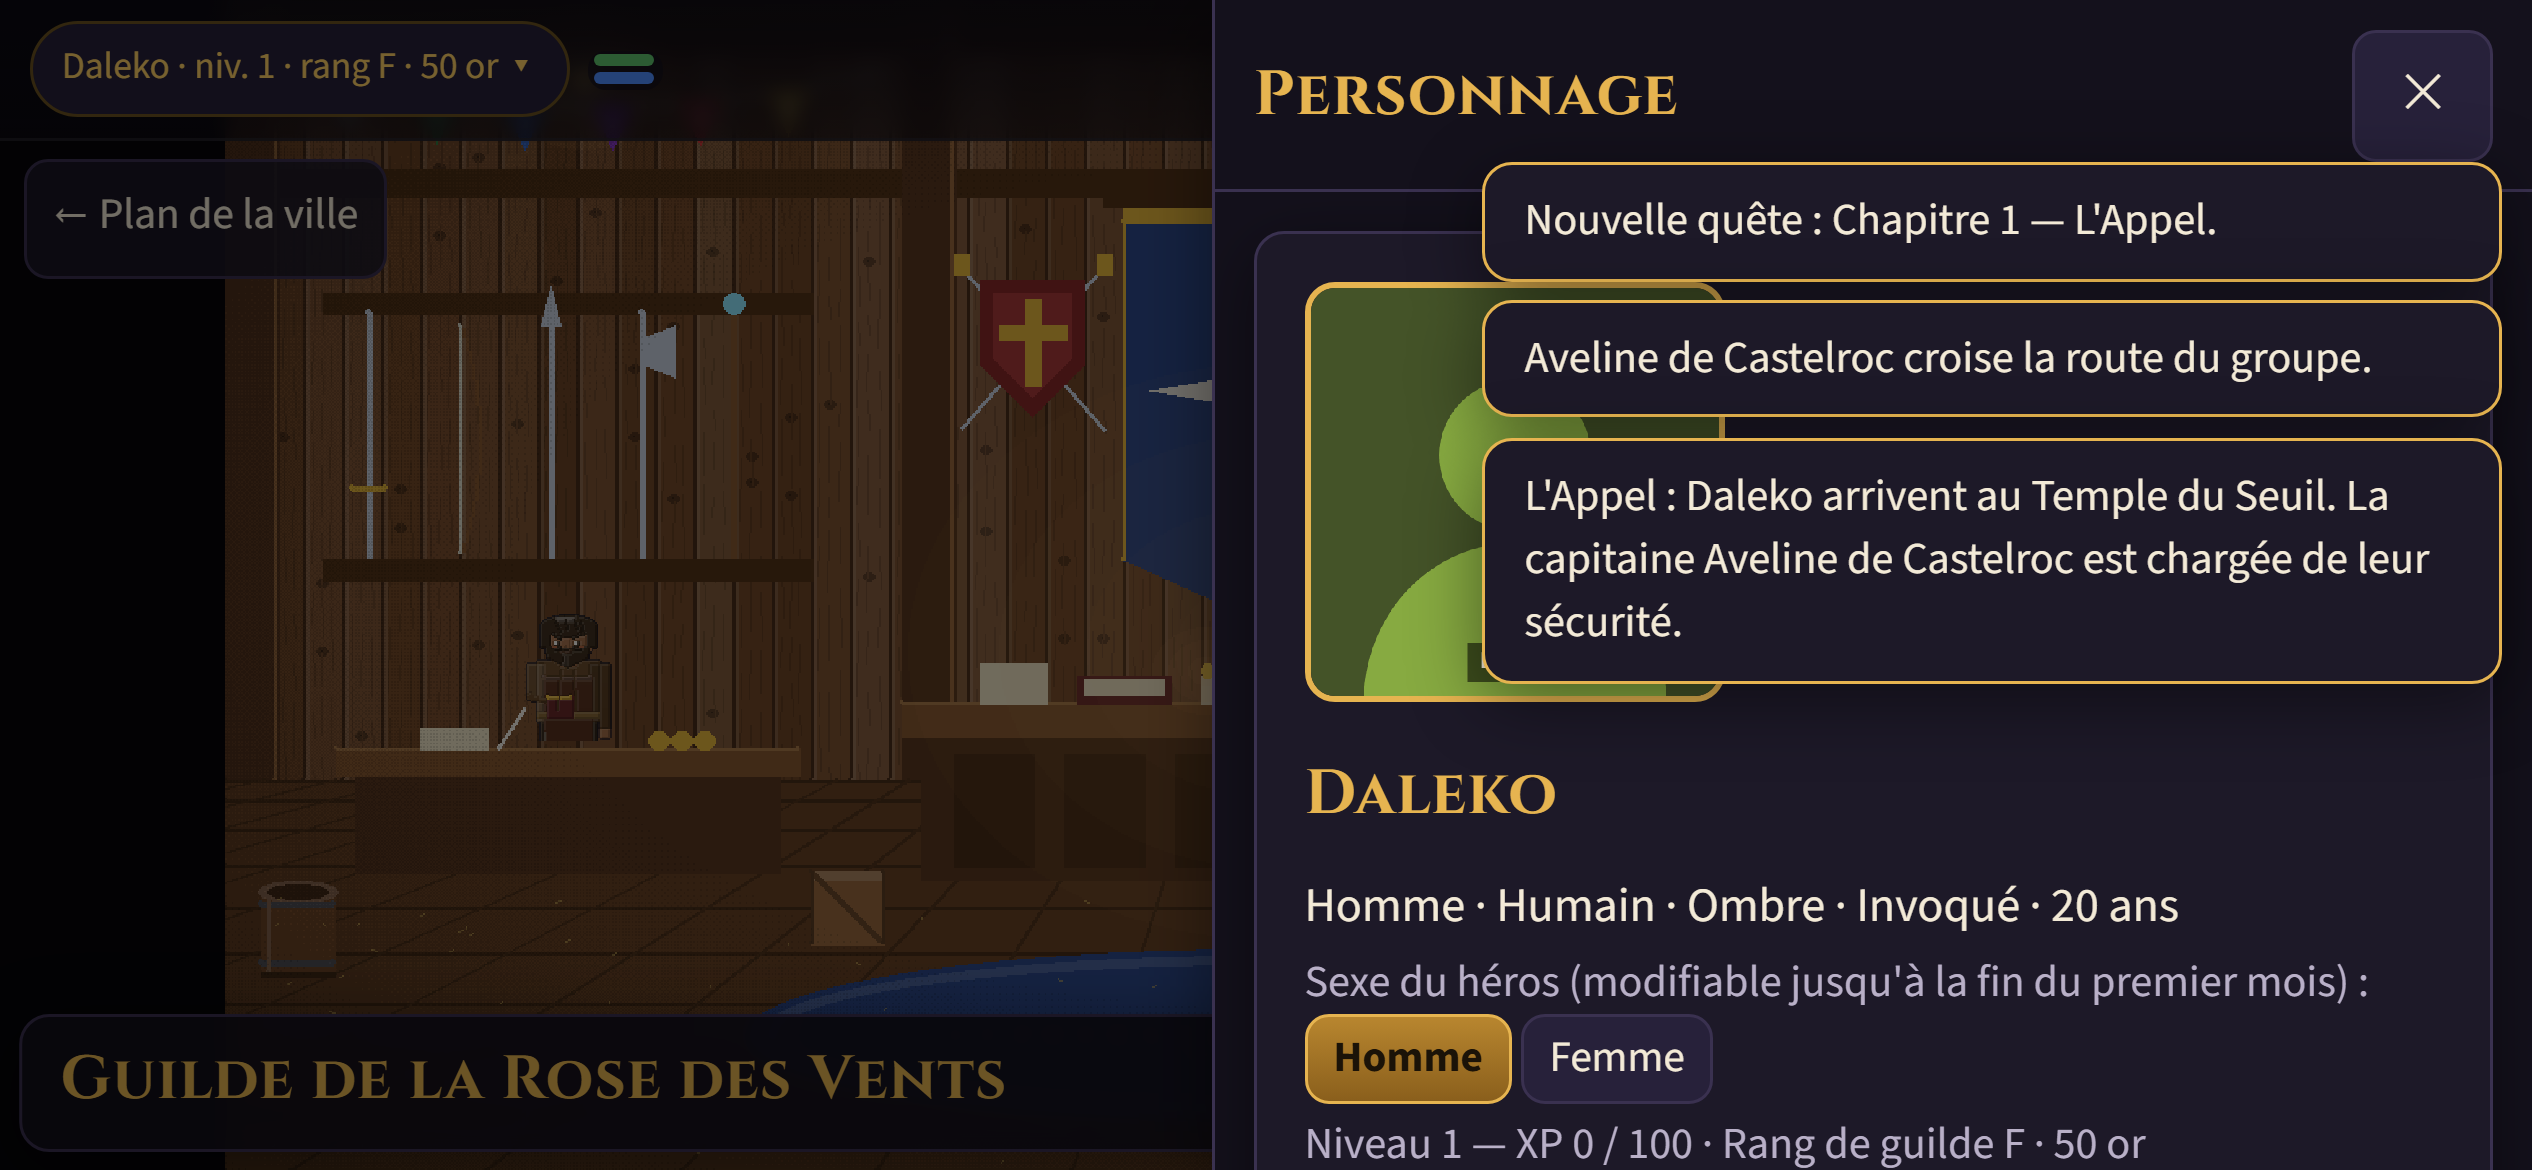 Daleko · niv. 1 · rang F · 50 or ▼
← Plan de la ville
Guilde de la Rose des Vents
Personnage
×
Nouvelle quête : Chapitre 1 — L'Appel.
Aveline de Castelroc croise la route du groupe.
L'Appel : Daleko arrivent au Temple du Seuil. La
capitaine Aveline de Castelroc est chargée de leur
sécurité.
Daleko
Homme · Humain · Ombre · Invoqué · 20 ans
Sexe du héros (modifiable jusqu'à la fin du premier mois) :
Homme Femme
Niveau 1 — XP 0 / 100 · Rang de guilde F · 50 or